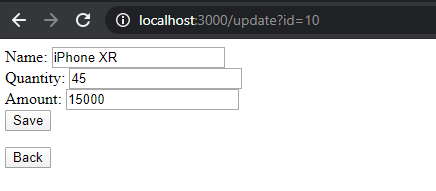 localhost:3000/update?id=10
Name: iPhone XR
Quantity: 45
Amount: 15000
Save
Back